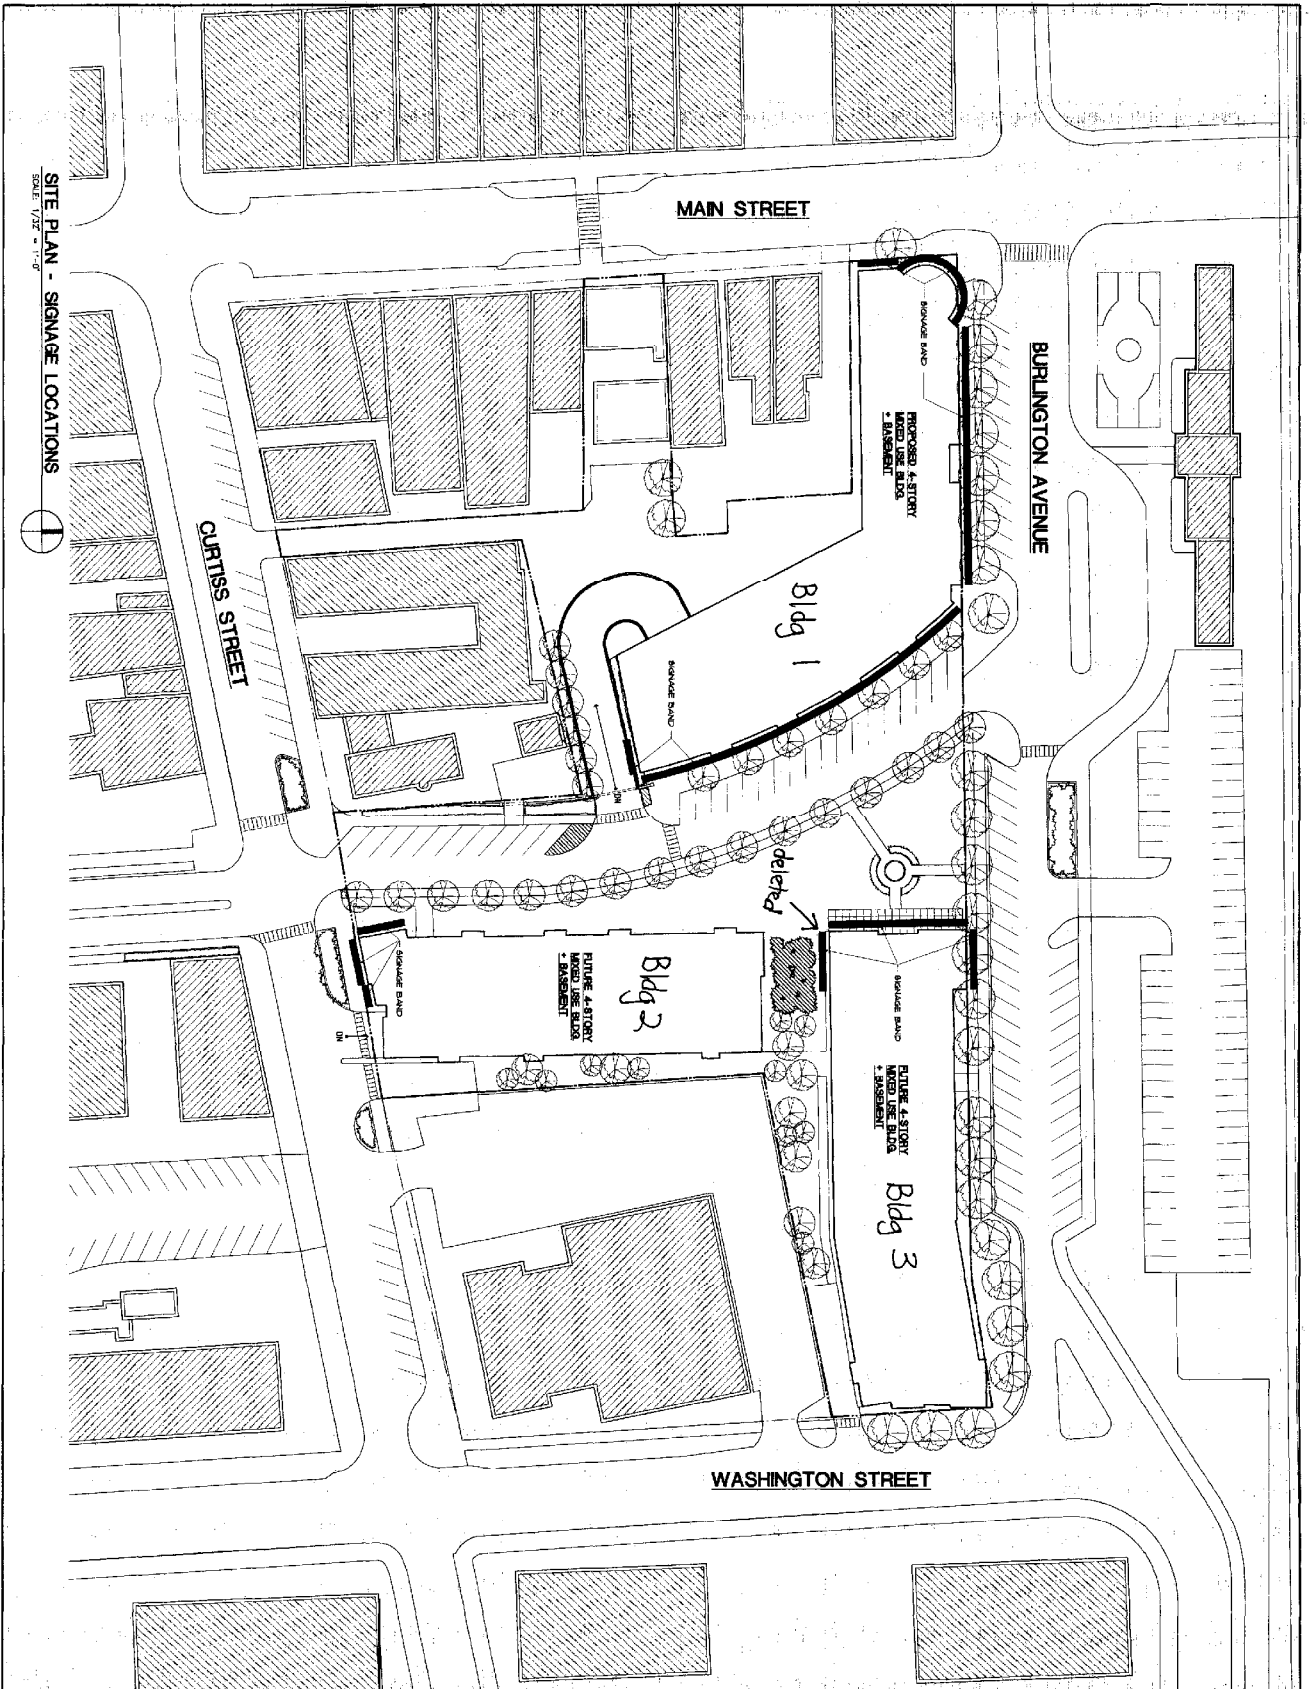 MAIN STREET
BURLINGTON AVENUE
SIGNAGE BAND
PROPOSED 4-STORY
MIXED USE BLDG.
+ BASEMENT
Bldg 1
SIGNAGE BAND
DN
CURTISS STREET
deleted
SIGNAGE BAND
FUTURE 4-STORY
MIXED USE BLDG.
+ BASEMENT
Bldg 2
SIGNAGE BAND
DN
FUTURE 4-STORY
MIXED USE BLDG.
+ BASEMENT
Bldg 3
WASHINGTON STREET
SITE PLAN - SIGNAGE LOCATIONS
SCALE: 1/32" = 1'-0"